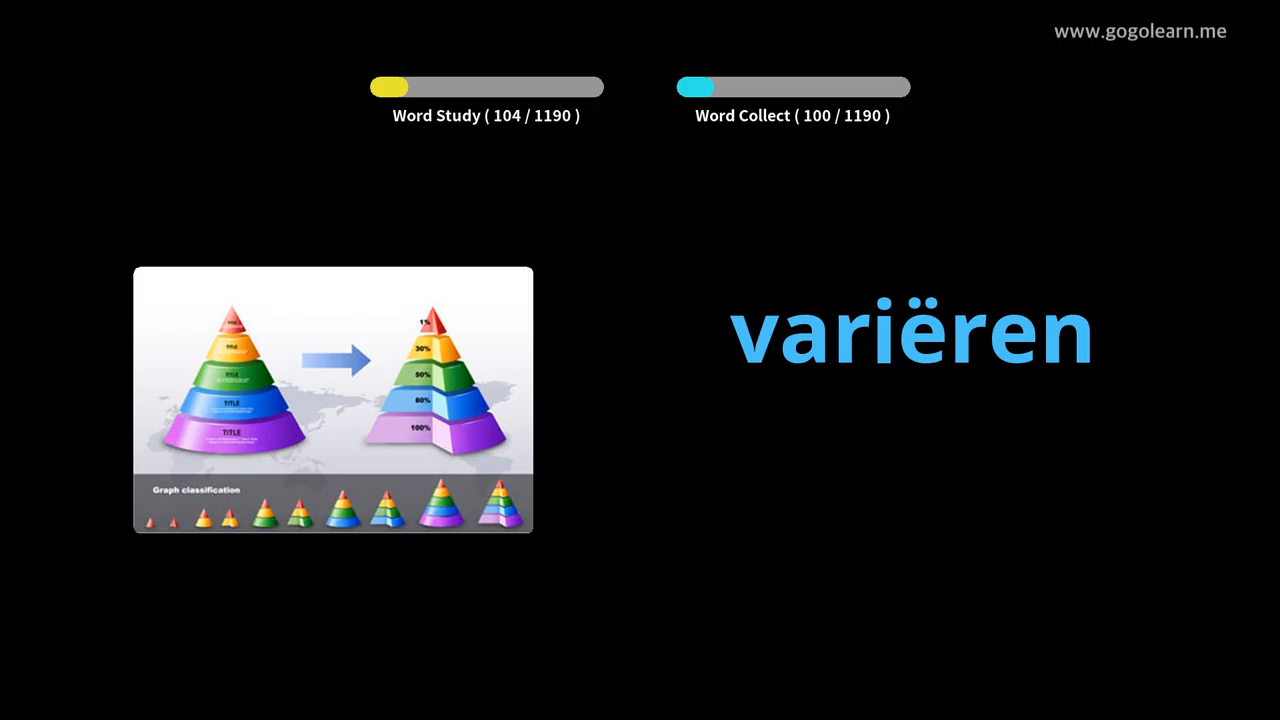 www.gogolearn.me
Word Study ( 104 / 1190 )
Word Collect ( 100 / 1190 )
variëren
TITLE
TITLE
TITLE
TITLE
1%
30%
50%
80%
100%
Graph classification